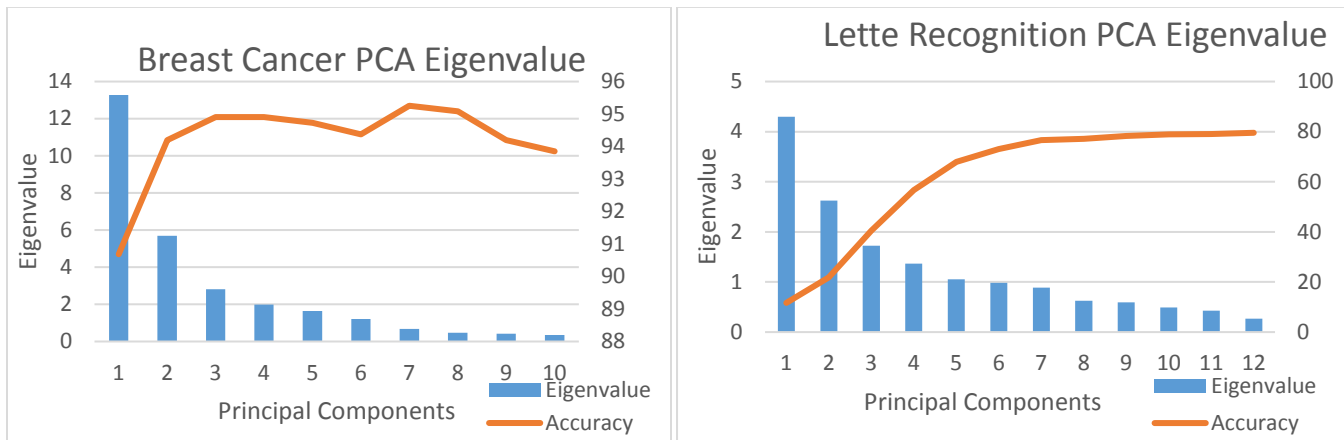 Breast Cancer PCA Eigenvalue
14
12
10
8
6
4
2
0
Eigenvalue
96
95
94
93
92
91
90
89
88
1 2 3 4 5 6 7 8 9 10
Principal Components
Eigenvalue
Accuracy
Lette Recognition PCA Eigenvalue
5
4
3
2
1
0
Eigenvalue
100
80
60
40
20
0
1 2 3 4 5 6 7 8 9 10 11 12
Principal Components
Eigenvalue
Accuracy